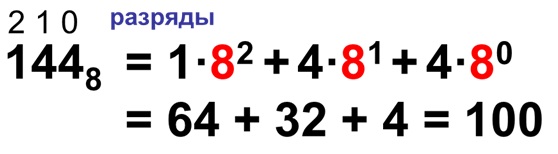 2 1 0 разряды
144₈ = 1·8² + 4·8¹ + 4·8⁰
= 64 + 32 + 4 = 100